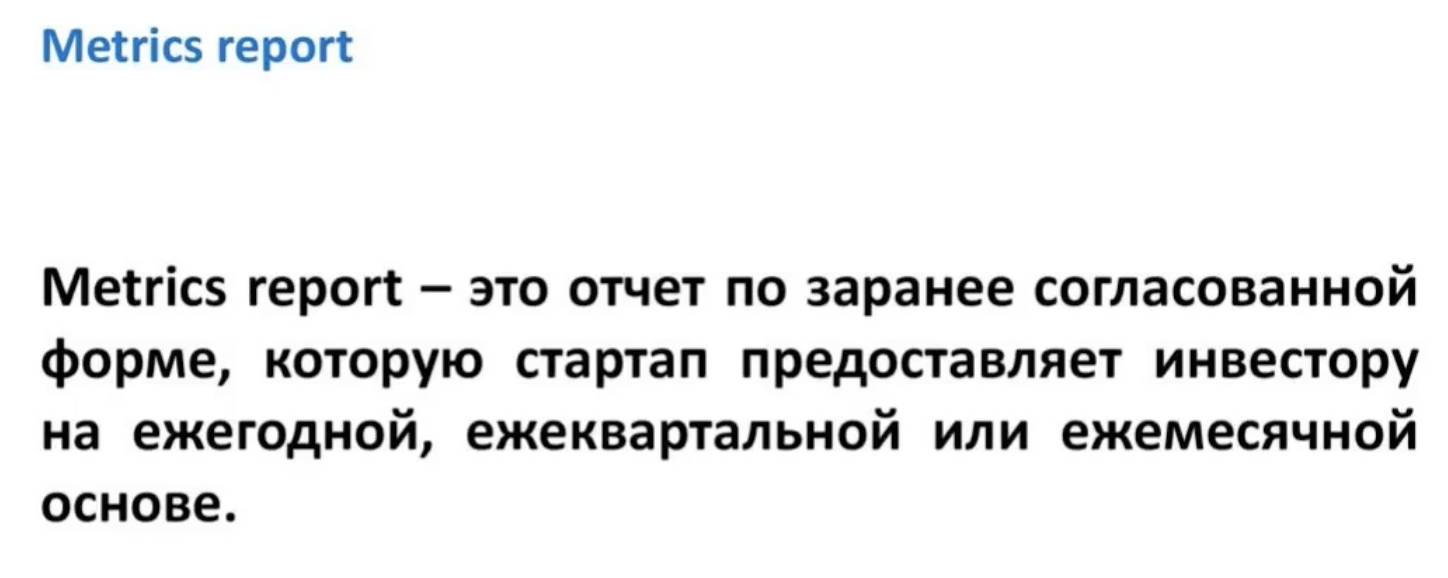 Metrics report
Metrics report – это отчет по заранее согласованной
форме, которую стартап предоставляет инвестору
на ежегодной, ежеквартальной или ежемесячной
основе.